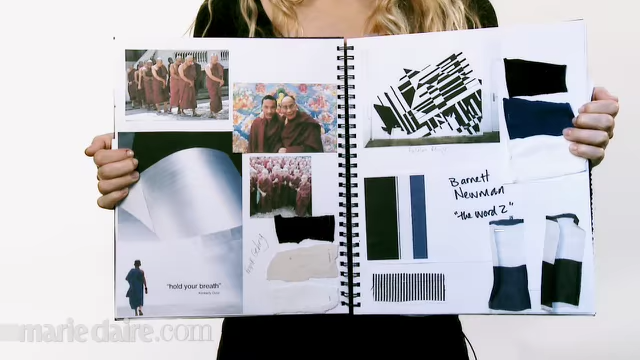 "hold your breath"
Barnett
Newman
"the word 2"
marie claire.com